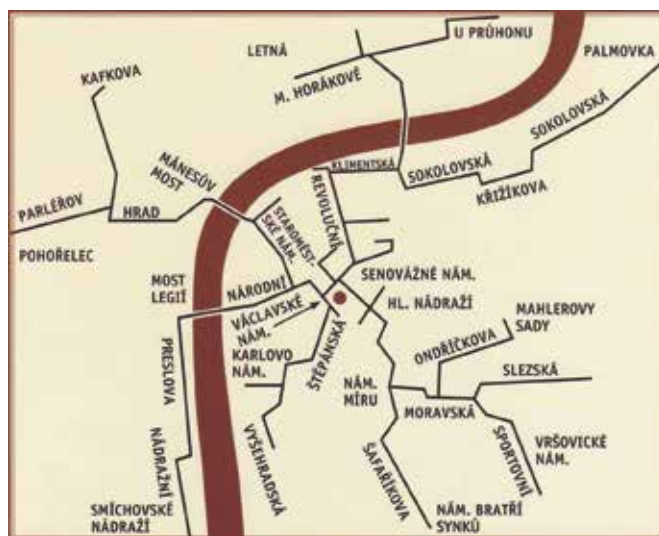 U PRŮHONU
LETNÁ
PALMOVKA
KAFKOVA
M. HORÁKOVÉ
SOKOLOVSKÁ
KLIMENTSKÁ
MÁNESŮV
MOST
SOKOLOVSKÁ
KŘIŽÍKOVA
PARLÉŘOV
HRAD
REVOLUČNÍ
STAROMĚST-
SKÉ NÁM.
POHOŘELEC
SENOVÁŽNÉ NÁM.
MOST
LEGIÍ
NÁRODNÍ
HL. NÁDRAŽÍ
VÁCLAVSKÉ
NÁM.
MAHLEROVY
SADY
ONDŘÍČKOVA
KARLOVO
NÁM.
ŠTĚPÁNSKÁ
PRESLOVA
SLEZSKÁ
NÁM.
MÍRU
MORAVSKÁ
VYŠEHRADSKÁ
SPORTOVNÍ
VRŠOVICKÉ
NÁM.
NÁDRAŽNÍ
ŠAFAŘÍKOVA
SMÍCHOVSKÉ
NÁDRAŽÍ
NÁM. BRATŘÍ
SYNKŮ